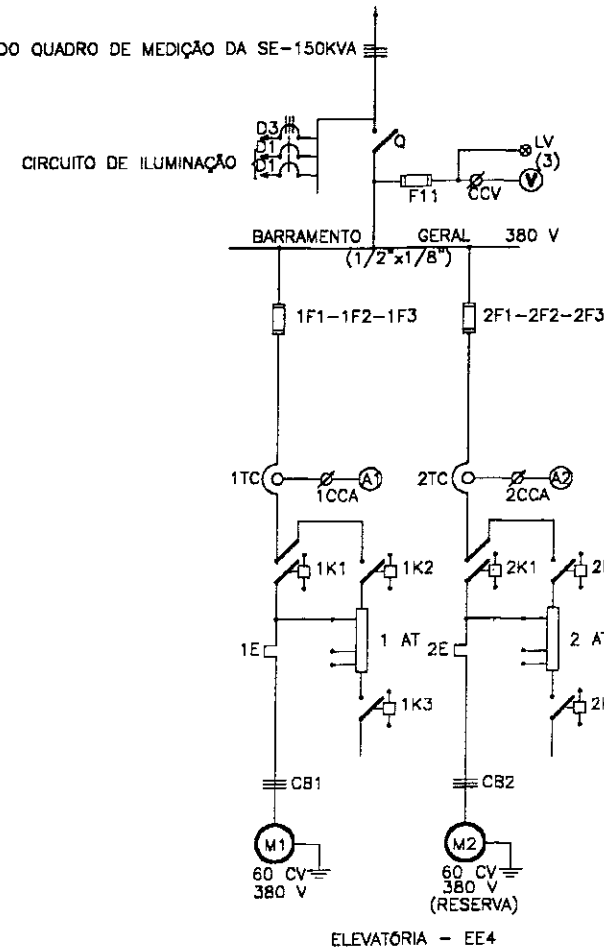 DO QUADRO DE MEDIÇÃO DA SE-150KVA
D3
D1
D1
CIRCUITO DE ILUMINAÇÃO
Q
LV
(3)
V
F11
CCV
BARRAMENTO GERAL 380 V
(1/2"x1/8")
1F1-1F2-1F3
2F1-2F2-2F3
1TC
A1
1CCA
2TC
A2
2CCA
1K1
1K2
2K1
1E
1 AT
2E
2 AT
1K3
CB1
CB2
M1
M2
60 CV
380 V
60 CV
380 V
(RESERVA)
ELEVATÓRIA - EE4